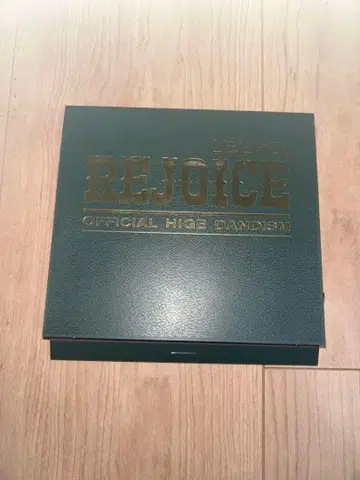 REJOICE
OFFICIAL HIGE DANDISM